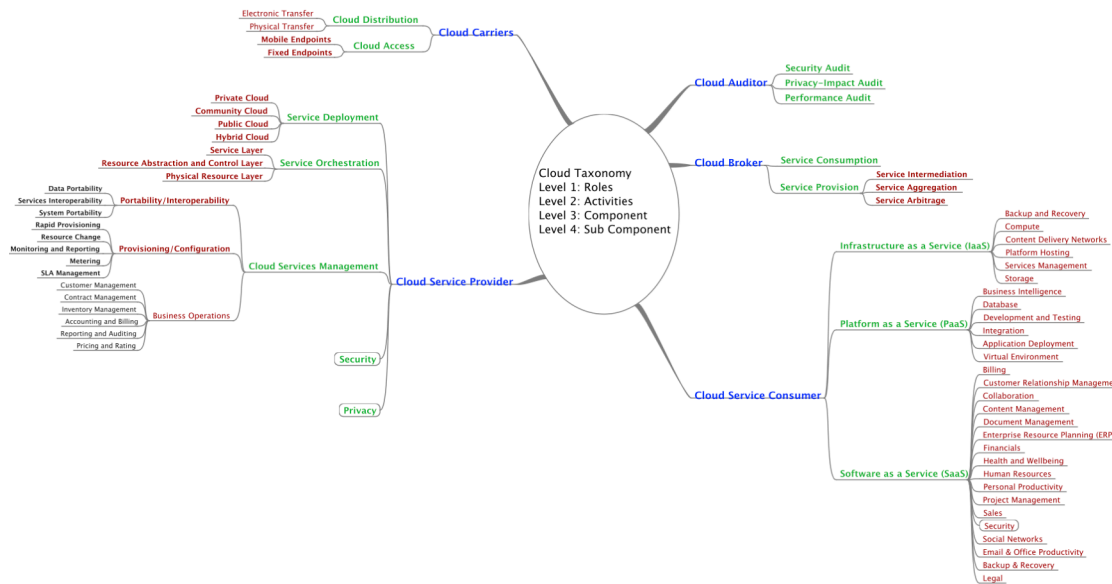 Electronic Transfer
Physical Transfer
Cloud Distribution
Mobile Endpoints
Fixed Endpoints
Cloud Access
Cloud Carriers
Private Cloud
Community Cloud
Public Cloud
Hybrid Cloud
Service Deployment
Service Layer
Resource Abstraction and Control Layer
Physical Resource Layer
Service Orchestration
Data Portability
Services Interoperability
System Portability
Portability/Interoperability
Rapid Provisioning
Resource Change
Monitoring and Reporting
Metering
SLA Management
Provisioning/Configuration
Customer Management
Contract Management
Inventory Management
Accounting and Billing
Reporting and Auditing
Pricing and Rating
Business Operations
Cloud Services Management
Security
Privacy
Cloud Service Provider
Cloud Taxonomy
Level 1: Roles
Level 2: Activities
Level 3: Component
Level 4: Sub Component
Cloud Auditor
Security Audit
Privacy-Impact Audit
Performance Audit
Cloud Broker
Service Consumption
Service Provision
Service Intermediation
Service Aggregation
Service Arbitrage
Cloud Service Consumer
Infrastructure as a Service (IaaS)
Backup and Recovery
Compute
Content Delivery Networks
Platform Hosting
Services Management
Storage
Platform as a Service (PaaS)
Business Intelligence
Database
Development and Testing
Integration
Application Deployment
Virtual Environment
Software as a Service (SaaS)
Billing
Customer Relationship Manageme
Collaboration
Content Management
Document Management
Enterprise Resource Planning (ERP
Financials
Health and Wellbeing
Human Resources
Personal Productivity
Project Management
Sales
Security
Social Networks
Email & Office Productivity
Backup & Recovery
Legal